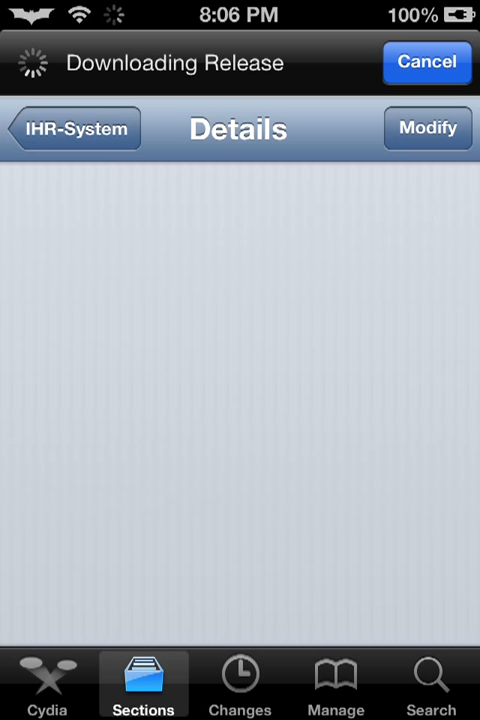 8:06 PM
100%
Downloading Release
Cancel
IHR-System
Details
Modify
Cydia
Sections
Changes
Manage
Search